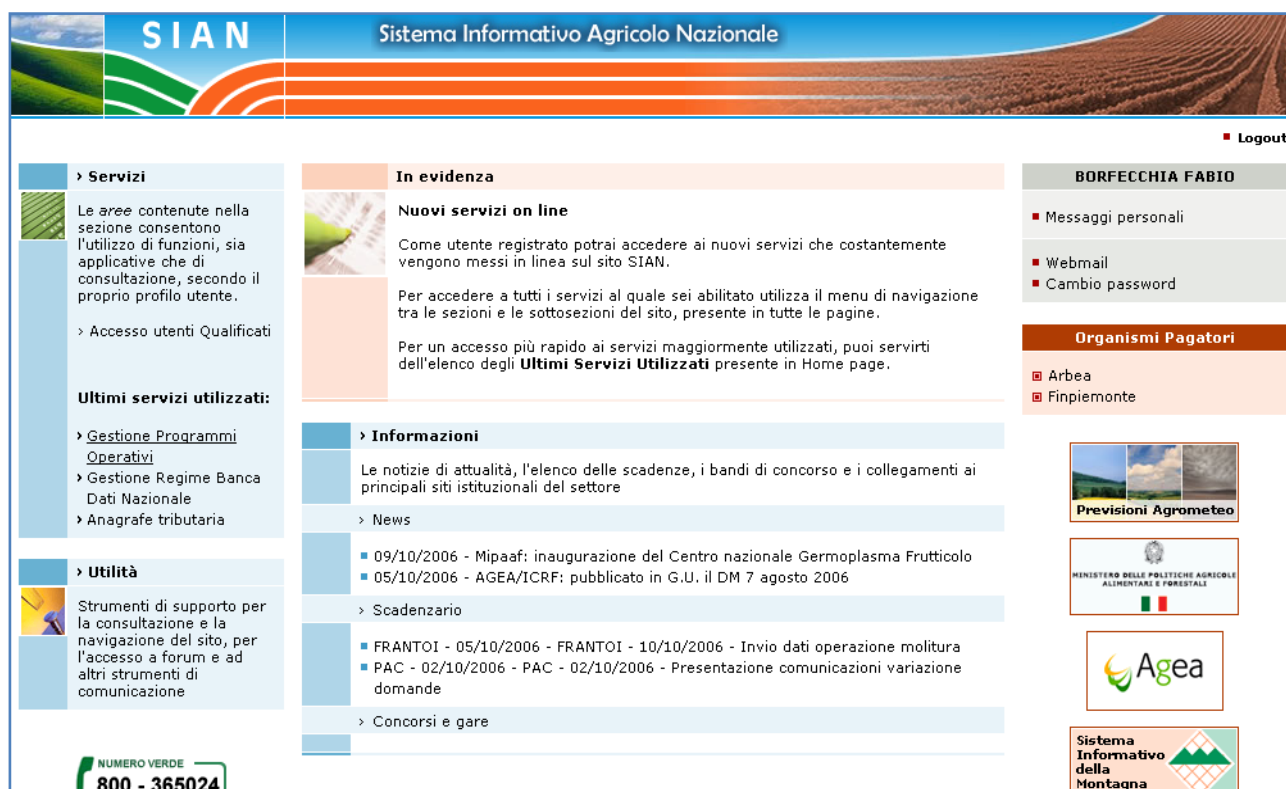 SIAN
Sistema Informativo Agricolo Nazionale
Logout
› Servizi
Le aree contenute nella
sezione consentono
l'utilizzo di funzioni, sia
applicative che di
consultazione, secondo il
proprio profilo utente.
› Accesso utenti Qualificati
Ultimi servizi utilizzati:
› Gestione Programmi
Operativi
› Gestione Regime Banca
Dati Nazionale
› Anagrafe tributaria
› Utilità
Strumenti di supporto per
la consultazione e la
navigazione del sito, per
l'accesso a forum e ad
altri strumenti di
comunicazione
NUMERO VERDE
800 - 365024
In evidenza
Nuovi servizi on line
Come utente registrato potrai accedere ai nuovi servizi che costantemente
vengono messi in linea sul sito SIAN.
Per accedere a tutti i servizi al quale sei abilitato utilizza il menu di navigazione
tra le sezioni e le sottosezioni del sito, presente in tutte le pagine.
Per un accesso più rapido ai servizi maggiormente utilizzati, puoi servirti
dell'elenco degli Ultimi Servizi Utilizzati presente in Home page.
› Informazioni
Le notizie di attualità, l'elenco delle scadenze, i bandi di concorso e i collegamenti ai
principali siti istituzionali del settore
› News
09/10/2006 - Mipaaf: inaugurazione del Centro nazionale Germoplasma Frutticolo
05/10/2006 - AGEA/ICRF: pubblicato in G.U. il DM 7 agosto 2006
› Scadenzario
FRANTOI - 05/10/2006 - FRANTOI - 10/10/2006 - Invio dati operazione molitura
PAC - 02/10/2006 - PAC - 02/10/2006 - Presentazione comunicazioni variazione
domande
› Concorsi e gare
BORFECCHIA FABIO
Messaggi personali
Webmail
Cambio password
Organismi Pagatori
Arbea
Finpiemonte
Previsioni Agrometeo
MINISTERO DELLE POLITICHE AGRICOLE
ALIMENTARI E FORESTALI
Agea
Sistema
Informativo
della
Montagna